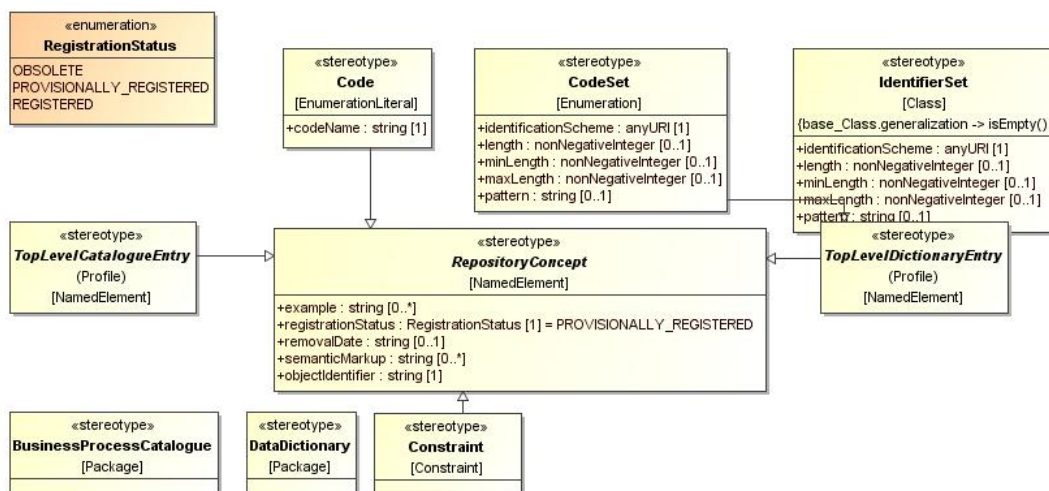 «enumeration»
RegistrationStatus
OBSOLETE
PROVISIONALLY_REGISTERED
REGISTERED
«stereotype»
Code
[EnumerationLiteral]
+codeName : string [1]
«stereotype»
CodeSet
[Enumeration]
+identificationScheme : anyURI [1]
+length : nonNegativeInteger [0..1]
+minLength : nonNegativeInteger [0..1]
+maxLength : nonNegativeInteger [0..1]
+pattern : string [0..1]
«stereotype»
IdentifierSet
[Class]
{base_Class.generalization -> isEmpty()
+identificationScheme : anyURI [1]
+length : nonNegativeInteger [0..1]
+minLength : nonNegativeInteger [0..1]
+maxLength : nonNegativeInteger [0..1]
+pattern : string [0..1]
«stereotype»
TopLevelCatalogueEntry
(Profile)
[NamedElement]
«stereotype»
RepositoryConcept
[NamedElement]
+example : string [0..*]
+registrationStatus : RegistrationStatus [1] = PROVISIONALLY_REGISTERED
+removalDate : string [0..1]
+semanticMarkup : string [0..*]
+objectIdentifier : string [1]
«stereotype»
TopLevelDictionaryEntry
(Profile)
[NamedElement]
«stereotype»
BusinessProcessCatalogue
[Package]
«stereotype»
DataDictionary
[Package]
«stereotype»
Constraint
[Constraint]